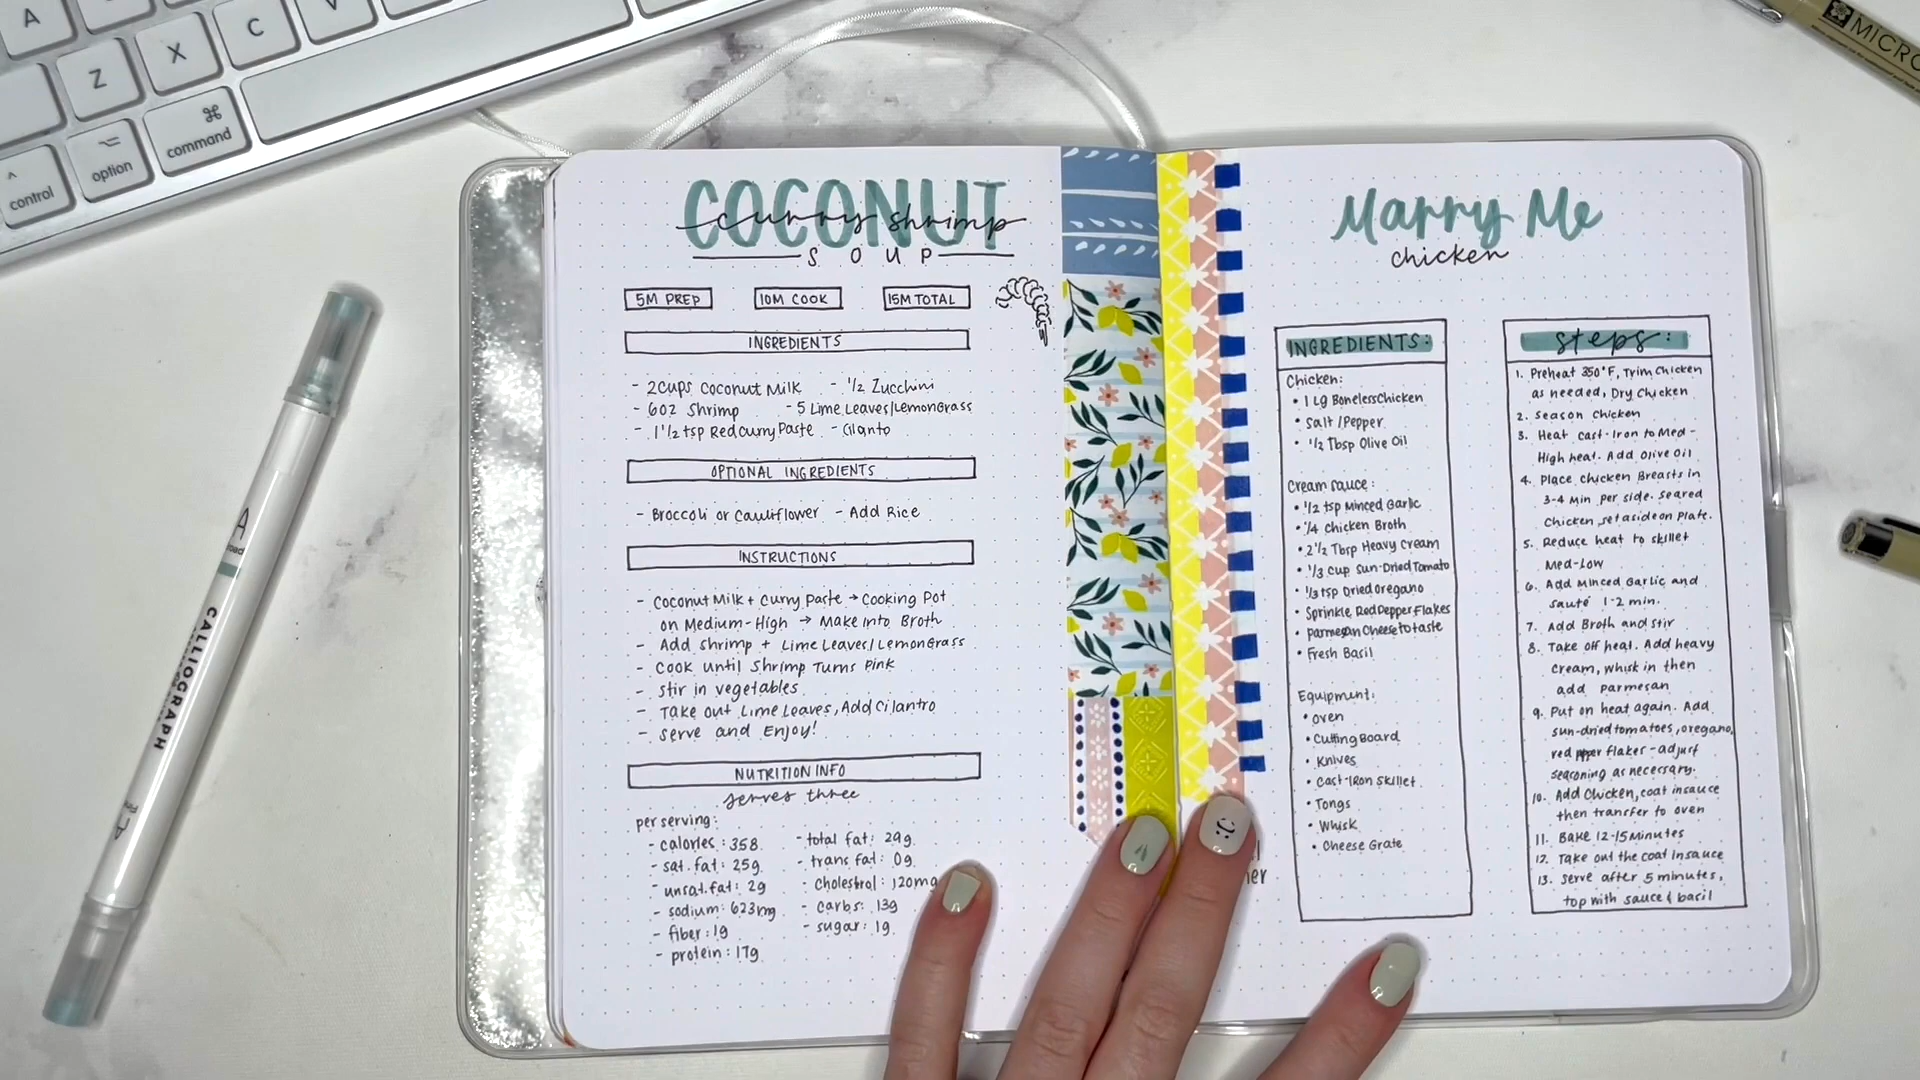 A
Z
X
C
V
control
option
⌘
command
MICRO
CALLIOGRAPH
COCONUT
curry shrimp
SOUP
5M PREP
10M COOK
15M TOTAL
INGREDIENTS
- 2 cups Coconut Milk - 1/2 Zucchini
- 6oz Shrimp - 5 Lime Leaves/LemonGrass
- 1 1/2 tsp Red Curry Paste - Cilanto
OPTIONAL INGREDIENTS
- Broccoli or Cauliflower - Add Rice
INSTRUCTIONS
- Coconut Milk + Curry Paste → Cooking Pot
on Medium-High → Make Into Broth
- Add Shrimp + Lime Leaves/LemonGrass
- Cook Until Shrimp Turns Pink
- Stir in vegetables
- Take out Lime Leaves, Add Cilantro
- Serve and Enjoy!
NUTRITION INFO
serves three
per serving:
- calories: 358
- sat. fat: 25g
- unsat. fat: 2g
- sodium: 623mg
- fiber: 1g
- protein: 17g
- total fat: 29g
- trans fat: 0g
- Cholestrol: 120mg
- carbs: 13g
- sugar: 1g
Marry Me
chicken
INGREDIENTS:
Chicken:
• 1 Lg Boneless Chicken
• Salt/Pepper
• 1/2 Tbsp Olive Oil
Cream sauce:
• 1/2 tsp Minced Garlic
• 1/4 Chicken Broth
• 2 1/2 Tbsp Heavy Cream
• 1/3 Cup Sun-Dried Tomato
• 1/3 tsp Dried Oregano
• Sprinkle Red Pepper Flakes
• Parmesan Cheese to taste
• Fresh Basil
Equipment:
• Oven
• Cutting Board
• Knives
• Cast-Iron Skillet
• Tongs
• Whisk
• Cheese Grate
Steps:
1. Preheat 350°F, Trim Chicken
as needed, Dry Chicken
2. Season Chicken
3. Heat Cast-Iron to Med-
High heat. Add Olive Oil
4. Place Chicken Breasts in
3-4 Min per side. Seared
Chicken, set aside on Plate.
5. Reduce heat to skillet
Med-Low
6. Add Minced Garlic and
sauté 1-2 min.
7. Add Broth and stir
8. Take off heat. Add heavy
cream, whisk in then
add parmesan
9. Put on heat again. Add
sun-dried tomatoes, oregano,
red pepper flakes - adjust
seasoning as necessary.
10. Add Chicken, coat in sauce
then transfer to oven
11. Bake 12-15 Minutes
12. Take out the coat in sauce
13. Serve after 5 minutes,
top with sauce & basil